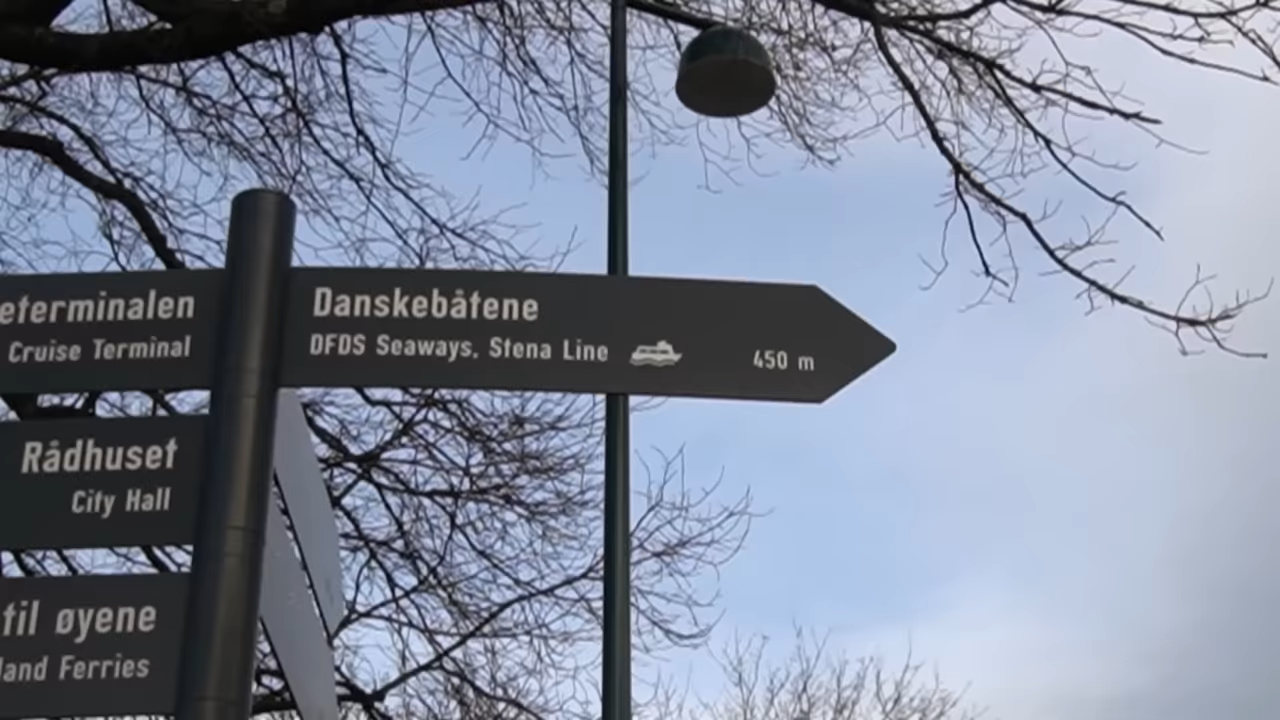 eterminalen
Cruise Terminal
Danskebåtene
DFDS Seaways. Stena Line
450 m
Rådhuset
City Hall
til øyene
land Ferries